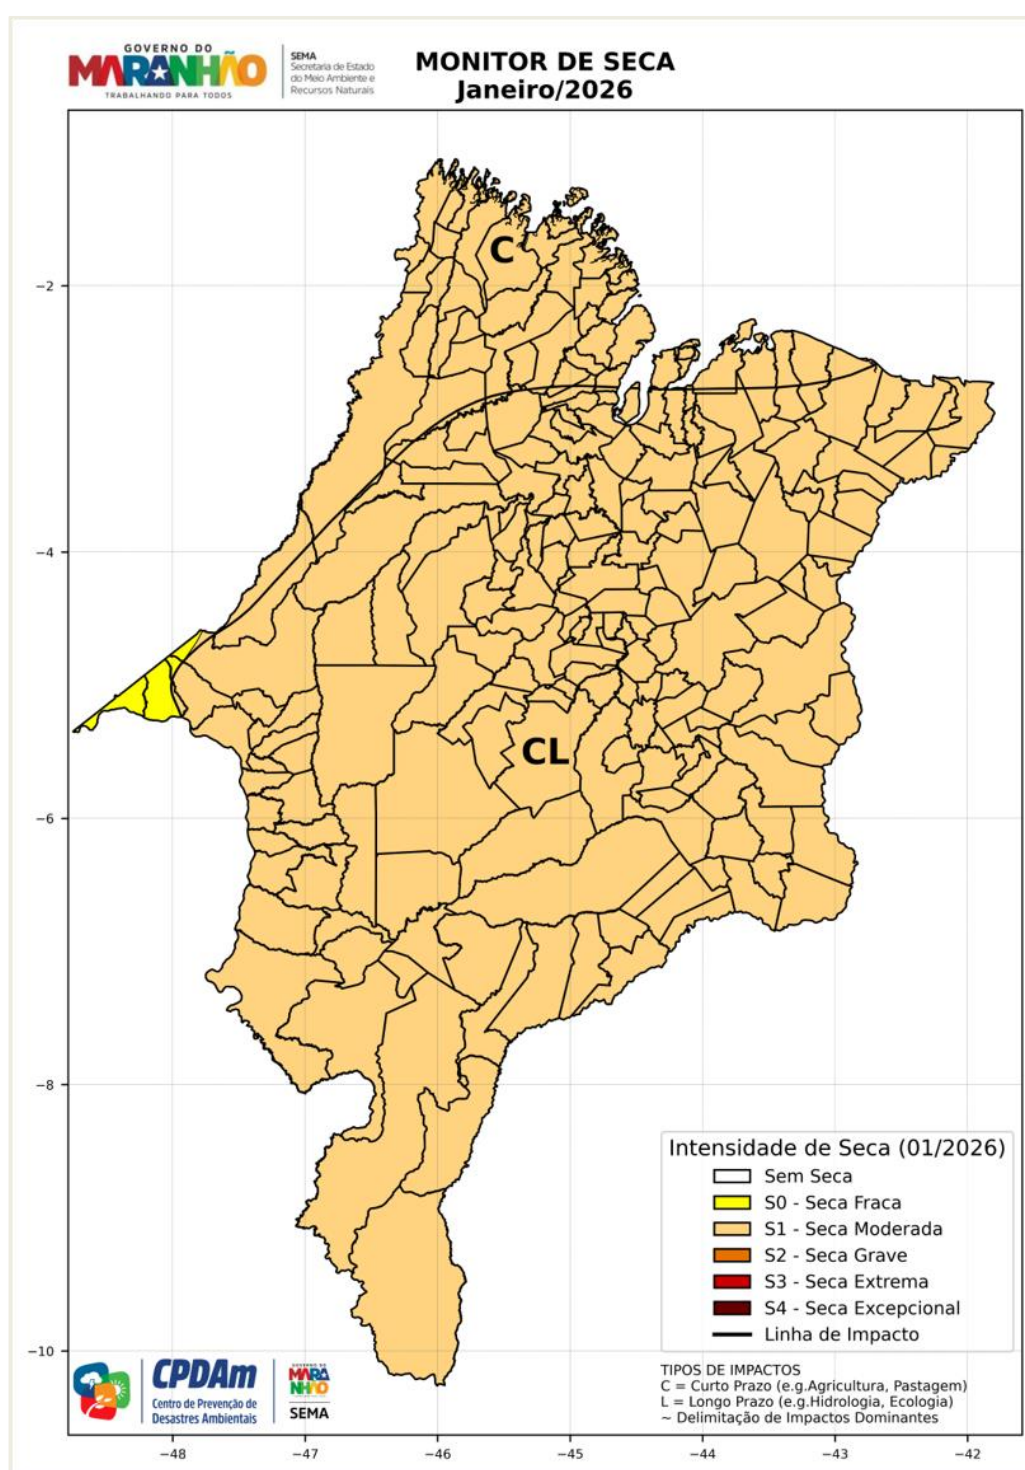 GOVERNO DO
MARANHÃO
TRABALHANDO PARA TODOS
SEMA
Secretaria de Estado
do Meio Ambiente e
Recursos Naturais
MONITOR DE SECA
Janeiro/2026
C
CL
−2
−4
−6
−8
−10
Intensidade de Seca (01/2026)
Sem Seca
S0 - Seca Fraca
S1 - Seca Moderada
S2 - Seca Grave
S3 - Seca Extrema
S4 - Seca Excepcional
Linha de Impacto
TIPOS DE IMPACTOS
C = Curto Prazo (e.g.Agricultura, Pastagem)
L = Longo Prazo (e.g.Hidrologia, Ecologia)
~ Delimitação de Impactos Dominantes
CPDAm
Centro de Prevenção de
Desastres Ambientais
GOVERNO DO
MARA
NHÃO
SEMA
−48 −47 −46 −45 −44 −43 −42